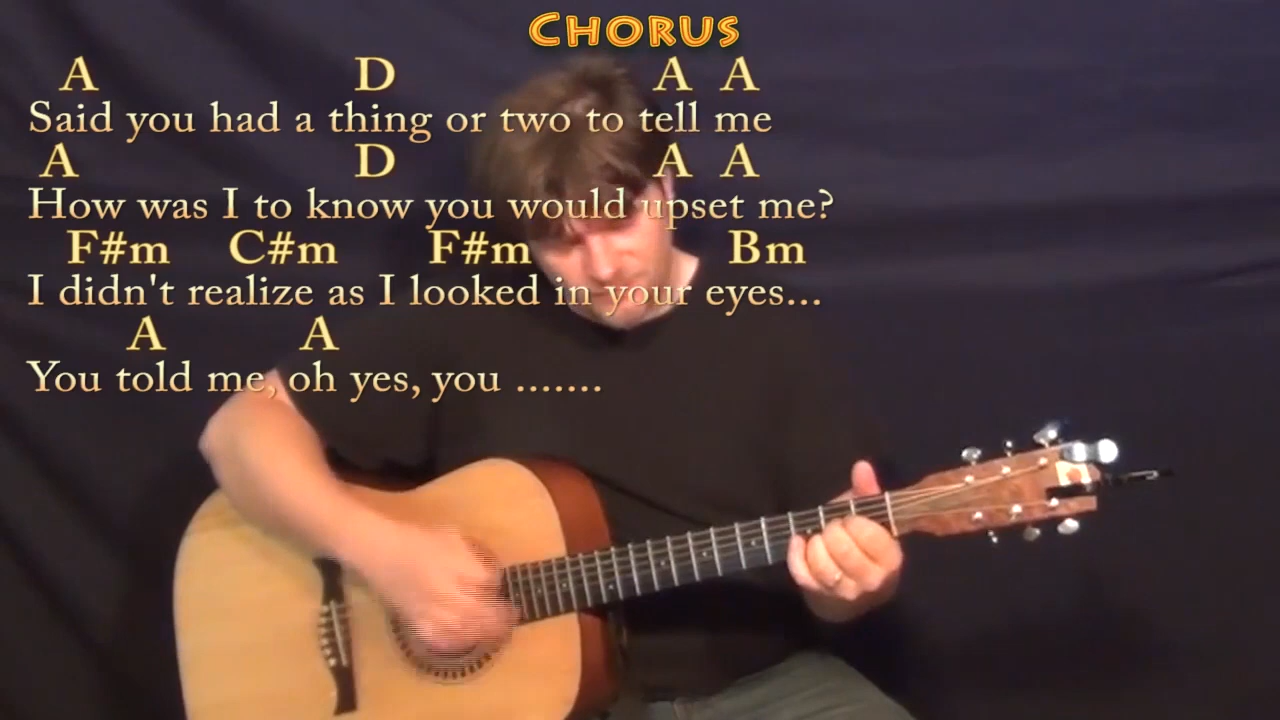 CHORUS
A D A A
Said you had a thing or two to tell me
A D A A
How was I to know you would upset me?
F#m C#m F#m Bm
I didn't realize as I looked in your eyes...
A A
You told me, oh yes, you .......